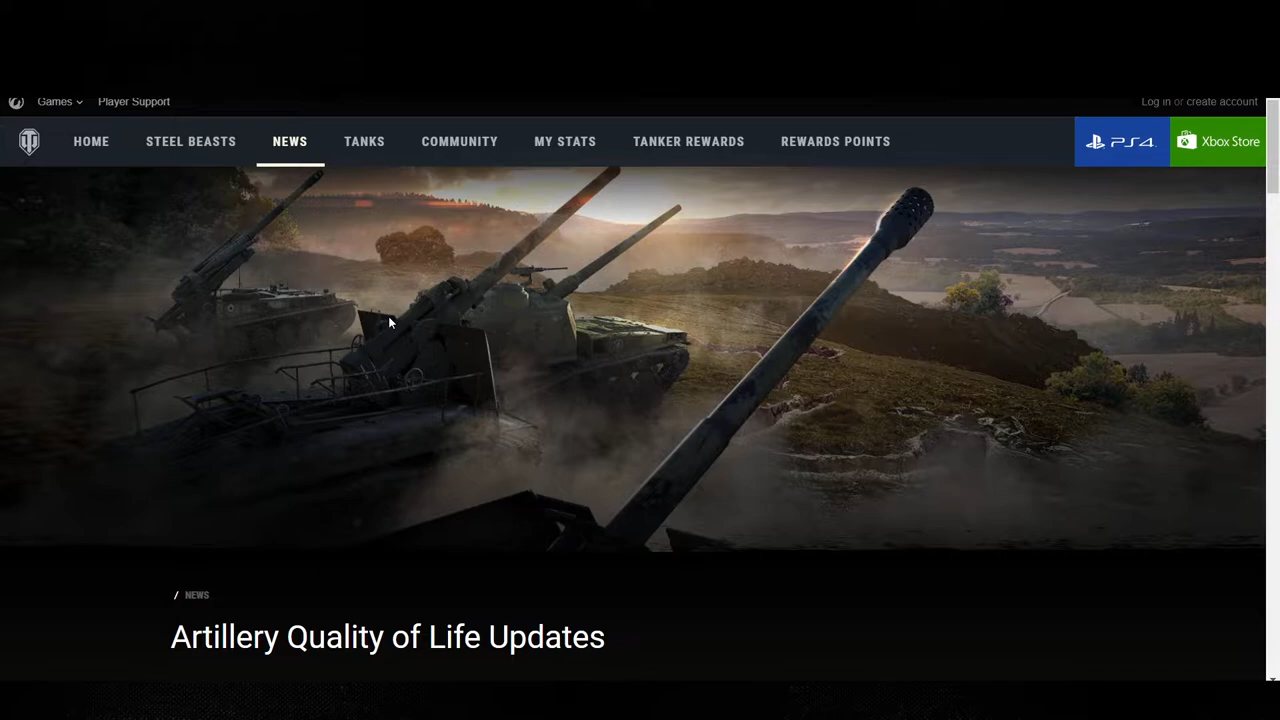 Games Player Support Log in or create account
HOME STEEL BEASTS NEWS TANKS COMMUNITY MY STATS TANKER REWARDS REWARDS POINTS PS4 Xbox Store
/ NEWS
Artillery Quality of Life Updates